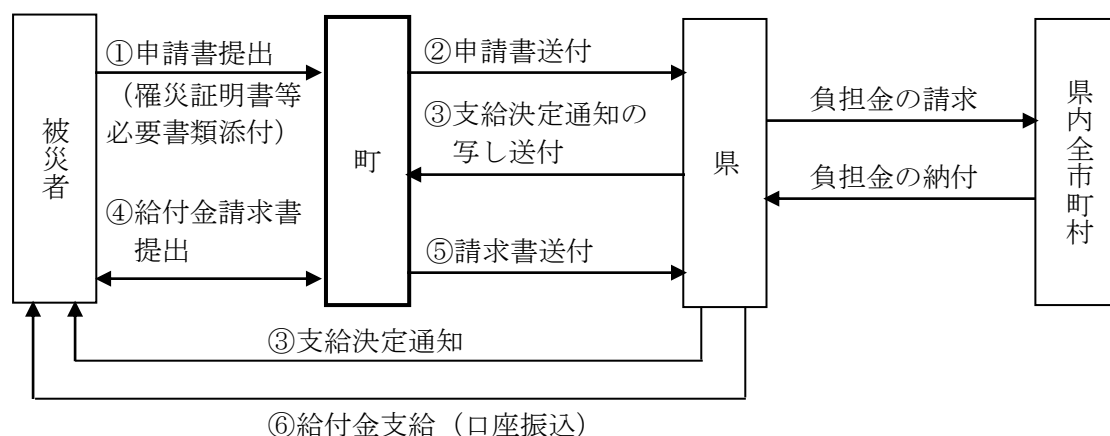 被災者
①申請書提出
（罹災証明書等
必要書類添付）
④給付金請求書
提出
町
②申請書送付
③支給決定通知の
写し送付
⑤請求書送付
県
負担金の請求
負担金の納付
県内全市町村
③支給決定通知
⑥給付金支給（口座振込）